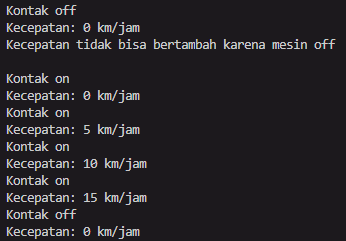 Kontak off
Kecepatan: 0 km/jam
Kecepatan tidak bisa bertambah karena mesin off

Kontak on
Kecepatan: 0 km/jam
Kontak on
Kecepatan: 5 km/jam
Kontak on
Kecepatan: 10 km/jam
Kontak on
Kecepatan: 15 km/jam
Kontak off
Kecepatan: 0 km/jam